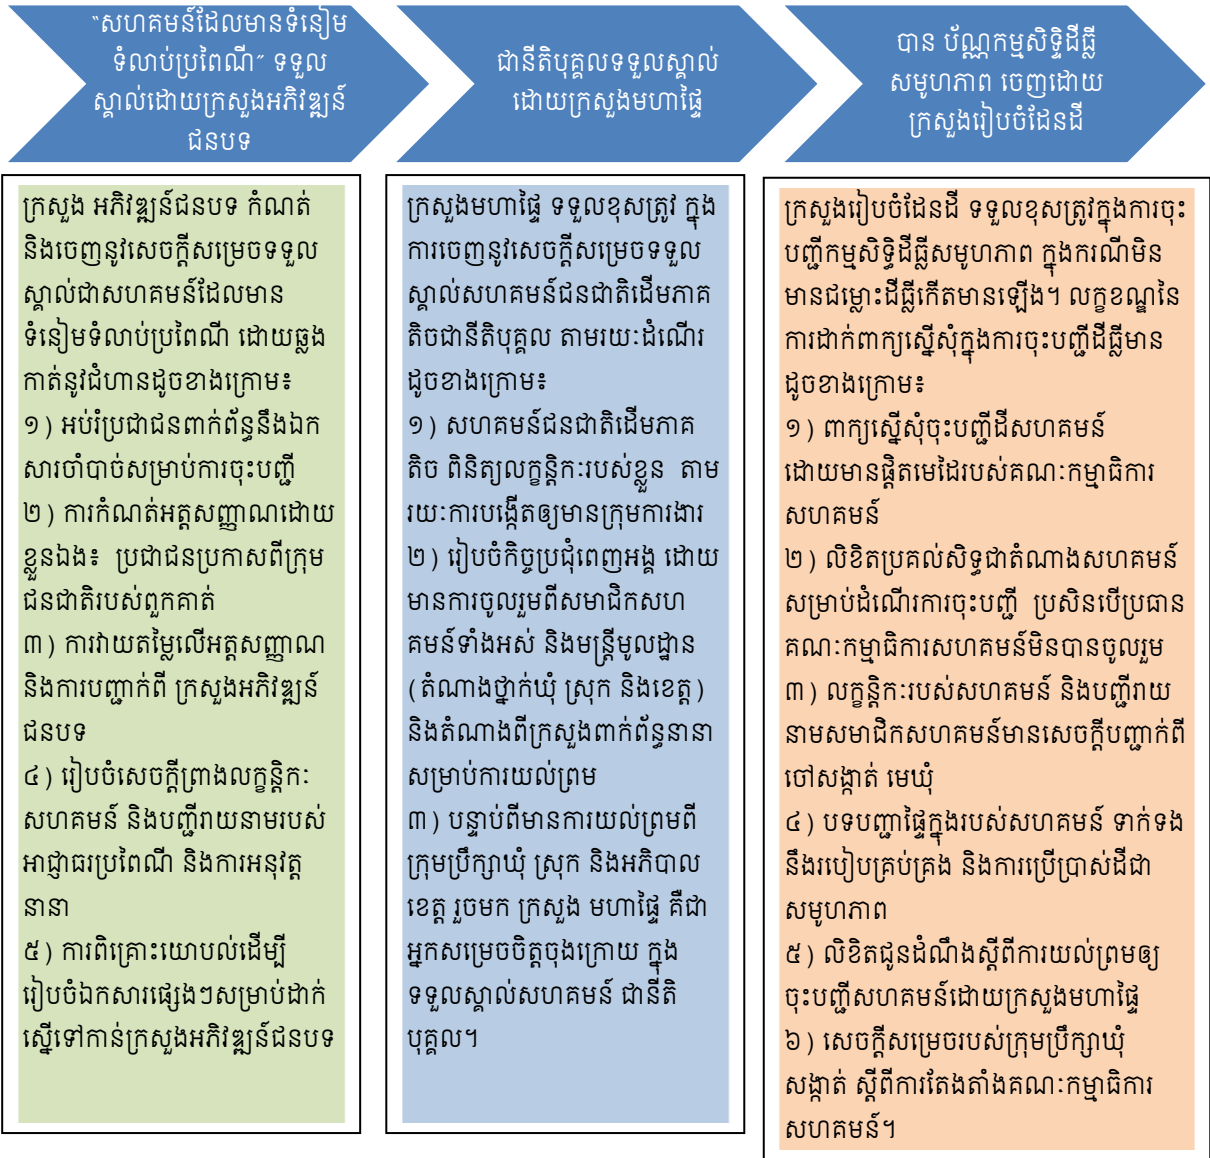 “សហគមន៍ដែលមានទំនៀម
ទំលាប់ប្រពៃណី” ទទួល
ស្គាល់ដោយក្រសួងអភិវឌ្ឍន៍
ជនបទ
ជានីតិបុគ្គលទទួលស្គាល់
ដោយក្រសួងមហាផ្ទៃ
បាន ប័ណ្ណកម្មសិទ្ធិដីធ្លី
សមូហភាព ចេញដោយ
ក្រសួងរៀបចំដែនដី
ក្រសួង អភិវឌ្ឍន៍ជនបទ កំណត់
និងចេញនូវសេចក្តីសម្រេចទទួល
ស្គាល់ជាសហគមន៍ដែលមាន
ទំនៀមទំលាប់ប្រពៃណី ដោយឆ្លង
កាត់នូវជំហានដូចខាងក្រោម៖
១) អប់រំប្រជាជនពាក់ព័ន្ធនឹងឯក
សារចាំបាច់សម្រាប់ការចុះបញ្ជី
២) ការកំណត់អត្តសញ្ញាណដោយ
ខ្លួនឯង៖ ប្រជាជនប្រកាសពីក្រុម
ជនជាតិរបស់ពួកគាត់
៣) ការវាយតម្លៃលើអត្តសញ្ញាណ
និងការបញ្ជាក់ពី ក្រសួងអភិវឌ្ឍន៍
ជនបទ
៤) រៀបចំសេចក្តីព្រាងលក្ខន្តិកៈ
សហគមន៍ និងបញ្ជីរាយនាមរបស់
អាជ្ញាធរប្រពៃណី និងការអនុវត្ត
នានា
៥) ការពិគ្រោះយោបល់ដើម្បី
រៀបចំឯកសារផ្សេងៗសម្រាប់ដាក់
ស្នើទៅកាន់ក្រសួងអភិវឌ្ឍន៍ជនបទ
ក្រសួងមហាផ្ទៃ ទទួលខុសត្រូវ ក្នុង
ការចេញនូវសេចក្តីសម្រេចទទួល
ស្គាល់សហគមន៍ជនជាតិដើមភាគ
តិចជានីតិបុគ្គល តាមរយៈដំណើរ
ដូចខាងក្រោម៖
១) សហគមន៍ជនជាតិដើមភាគ
តិច ពិនិត្យលក្ខន្តិកៈរបស់ខ្លួន តាម
រយៈការបង្កើតឲ្យមានក្រុមការងារ
២) រៀបចំកិច្ចប្រជុំពេញអង្គ ដោយ
មានការចូលរួមពីសមាជិកសហ
គមន៍ទាំងអស់ និងមន្ត្រីមូលដ្ឋាន
(តំណាងថ្នាក់ឃុំ ស្រុក និងខេត្ត)
និងតំណាងពីក្រសួងពាក់ព័ន្ធនានា
សម្រាប់ការយល់ព្រម
៣) បន្ទាប់ពីមានការយល់ព្រមពី
ក្រុមប្រឹក្សាឃុំ ស្រុក និងអភិបាល
ខេត្ត រួចមក ក្រសួង មហាផ្ទៃ គឺជា
អ្នកសម្រេចចិត្តចុងក្រោយ ក្នុង
ទទួលស្គាល់សហគមន៍ ជានីតិ
បុគ្គល។
ក្រសួងរៀបចំដែនដី ទទួលខុសត្រូវក្នុងការចុះ
បញ្ជីកម្មសិទ្ធិដីធ្លីសមូហភាព ក្នុងករណីមិន
មានជម្លោះដីធ្លីកើតមានឡើង។ លក្ខខណ្ឌនៃ
ការដាក់ពាក្យស្នើសុំក្នុងការចុះបញ្ជីដីធ្លីមាន
ដូចខាងក្រោម៖
១) ពាក្យស្នើសុំចុះបញ្ជីដីសហគមន៍
ដោយមានផ្តិតមេដៃរបស់គណៈកម្មាធិការ
សហគមន៍
២) លិខិតប្រគល់សិទ្ធជាតំណាងសហគមន៍
សម្រាប់ដំណើរការចុះបញ្ជី ប្រសិនបើប្រធាន
គណៈកម្មាធិការសហគមន៍មិនបានចូលរួម
៣) លក្ខន្តិកៈរបស់សហគមន៍ និងបញ្ជីរាយ
នាមសមាជិកសហគមន៍មានសេចក្តីបញ្ជាក់ពី
ចៅសង្កាត់ មេឃុំ
៤) បទបញ្ជាផ្ទៃក្នុងរបស់សហគមន៍ ទាក់ទង
នឹងរបៀបគ្រប់គ្រង និងការប្រើប្រាស់ដីជា
សមូហភាព
៥) លិខិតជូនដំណឹងស្តីពីការយល់ព្រមឲ្យ
ចុះបញ្ជីសហគមន៍ដោយក្រសួងមហាផ្ទៃ
៦) សេចក្តីសម្រេចរបស់ក្រុមប្រឹក្សាឃុំ
សង្កាត់ ស្តីពីការតែងតាំងគណៈកម្មាធិការ
សហគមន៍។